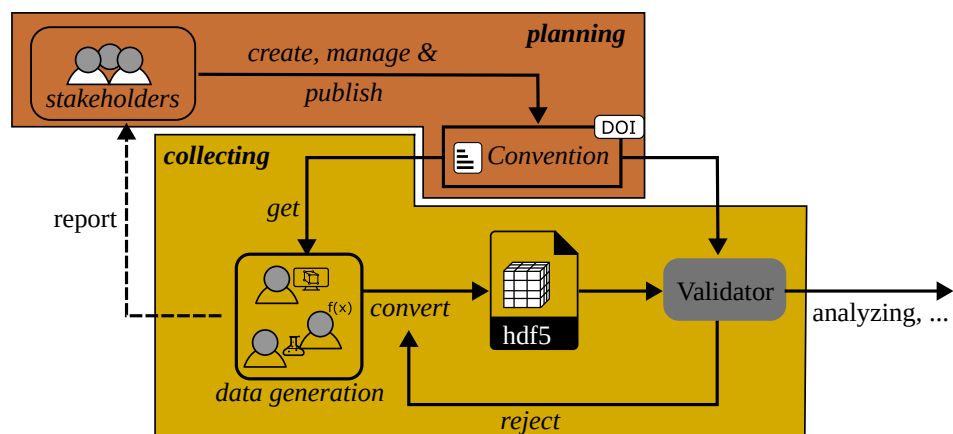 planning
create, manage &
publish
stakeholders
DOI
Convention
collecting
get
report
f(x)
convert
hdf5
Validator
analyzing, ...
data generation
reject